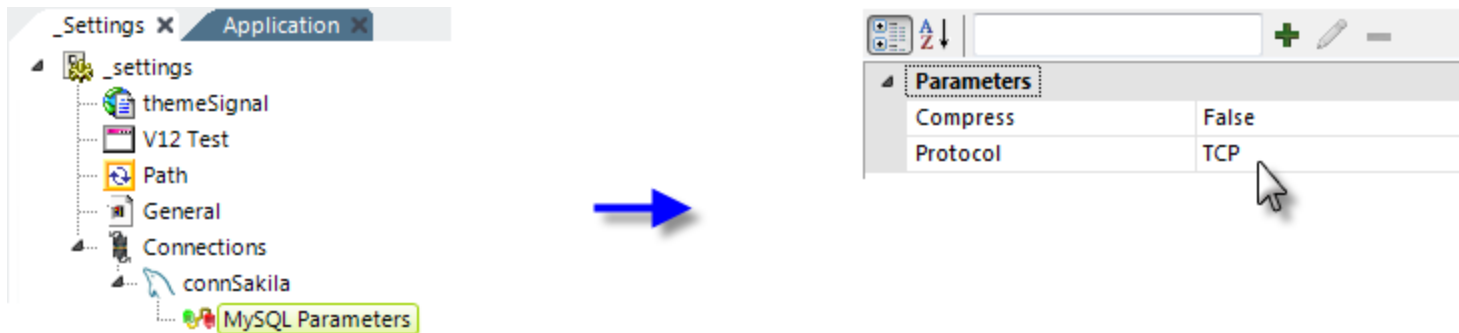 _Settings Application
_settings
themeSignal
V12 Test
Path
General
Connections
connSakila
MySQL Parameters
A
Z
Parameters
Compress False
Protocol TCP